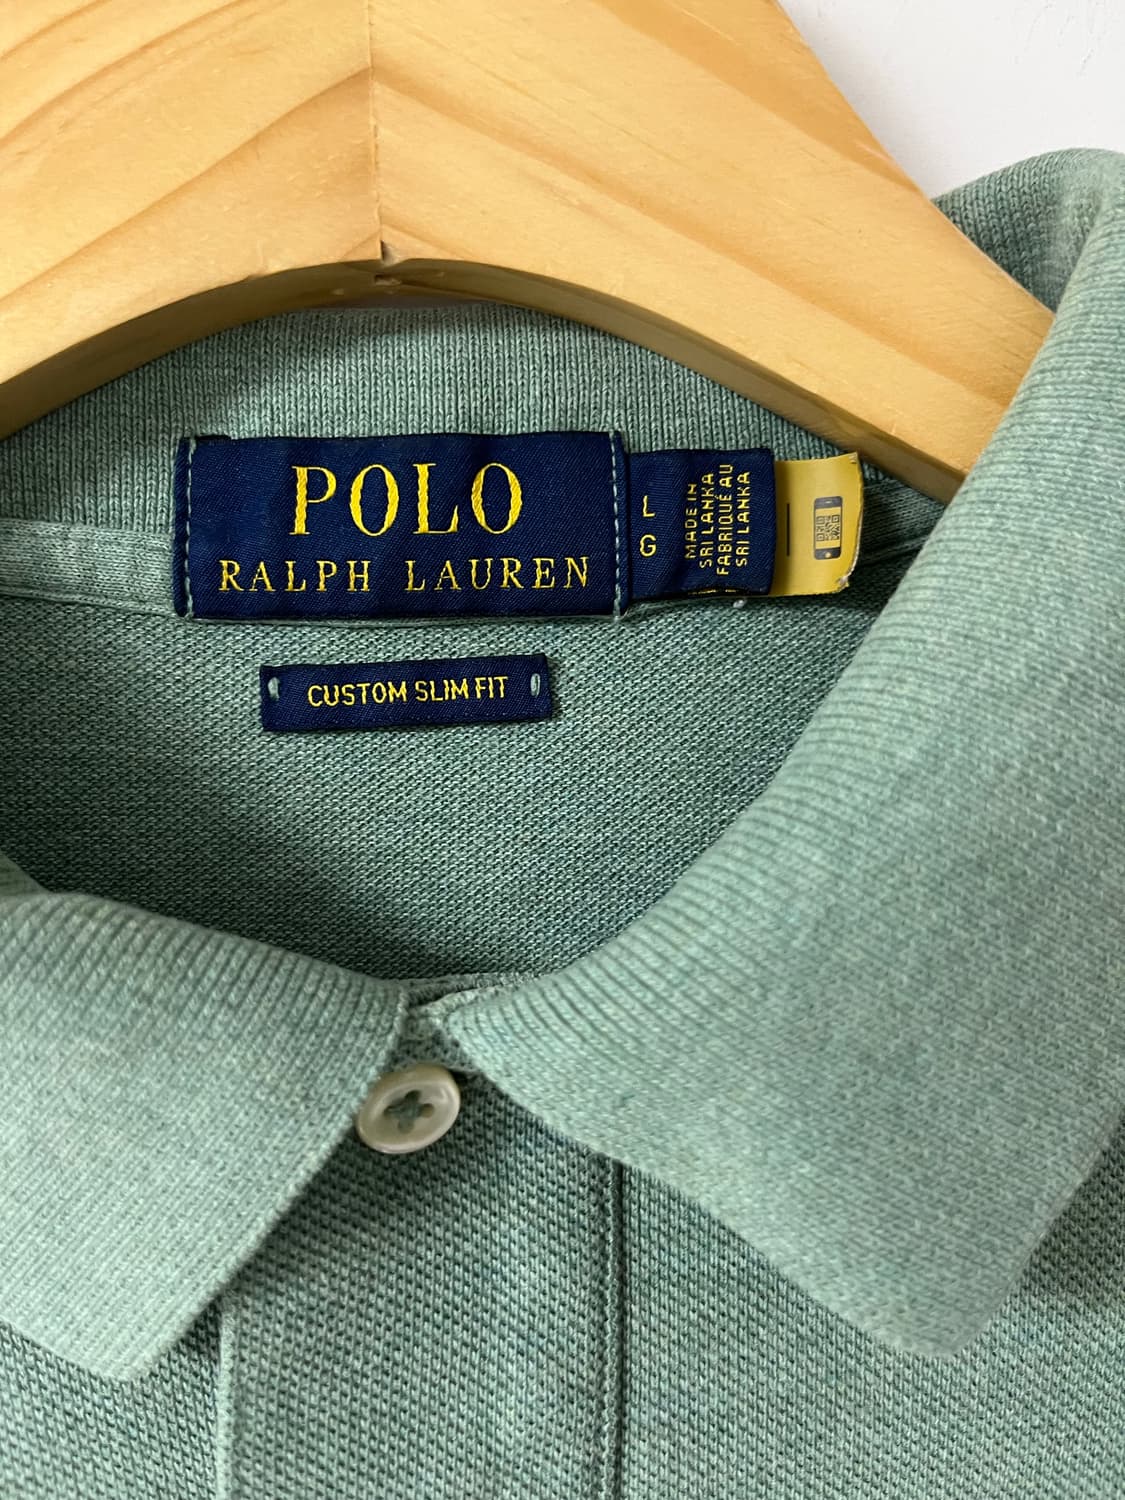 POLO
RALPH LAUREN
L
G
MADE IN
SRI LANKA
FABRIQUÉ AU
SRI LANKA
CUSTOM SLIM FIT